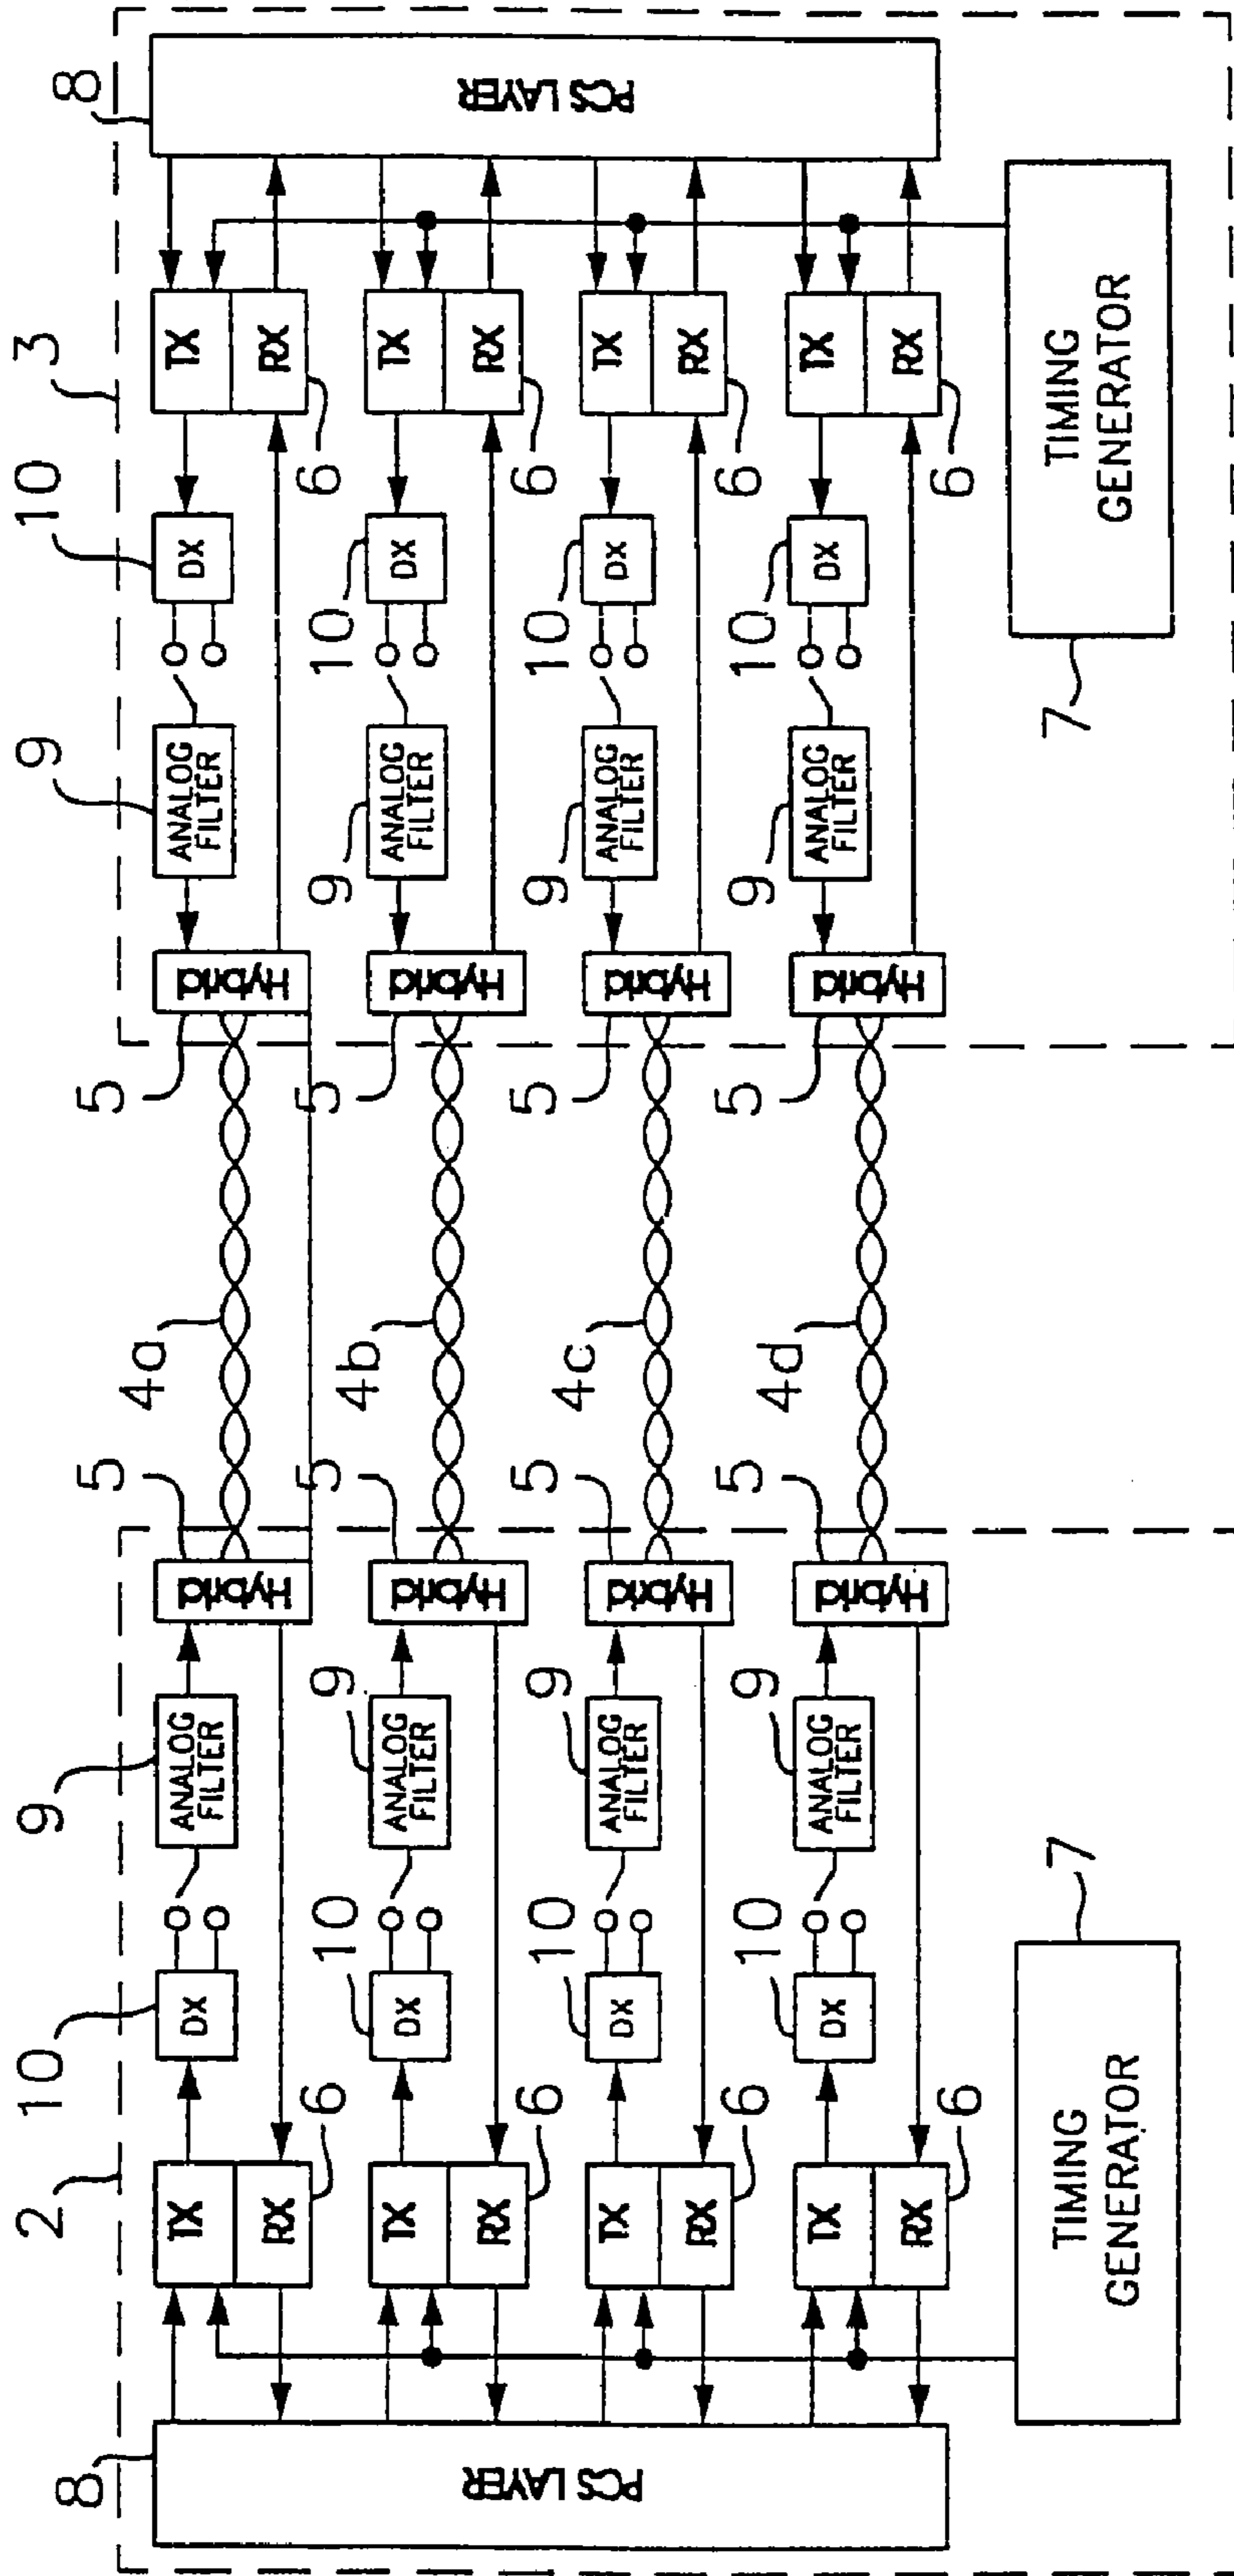 2 10 9 9 10 3
8 5 4a 5 8
TX DX ANALOG FILTER Hybrid Hybrid ANALOG FILTER DX TX
RX RX
6 10 9 5 4b 5 9 10 6
TX DX ANALOG FILTER Hybrid Hybrid ANALOG FILTER DX TX
RX RX
6 10 9 5 4c 5 9 10 6
PCS LAYER PCS LAYER
TX DX ANALOG FILTER Hybrid Hybrid ANALOG FILTER DX TX
RX RX
6 10 9 5 4d 5 9 10 6
TX DX ANALOG FILTER Hybrid Hybrid ANALOG FILTER DX TX
RX RX
6 6
TIMING GENERATOR 7 7 TIMING GENERATOR